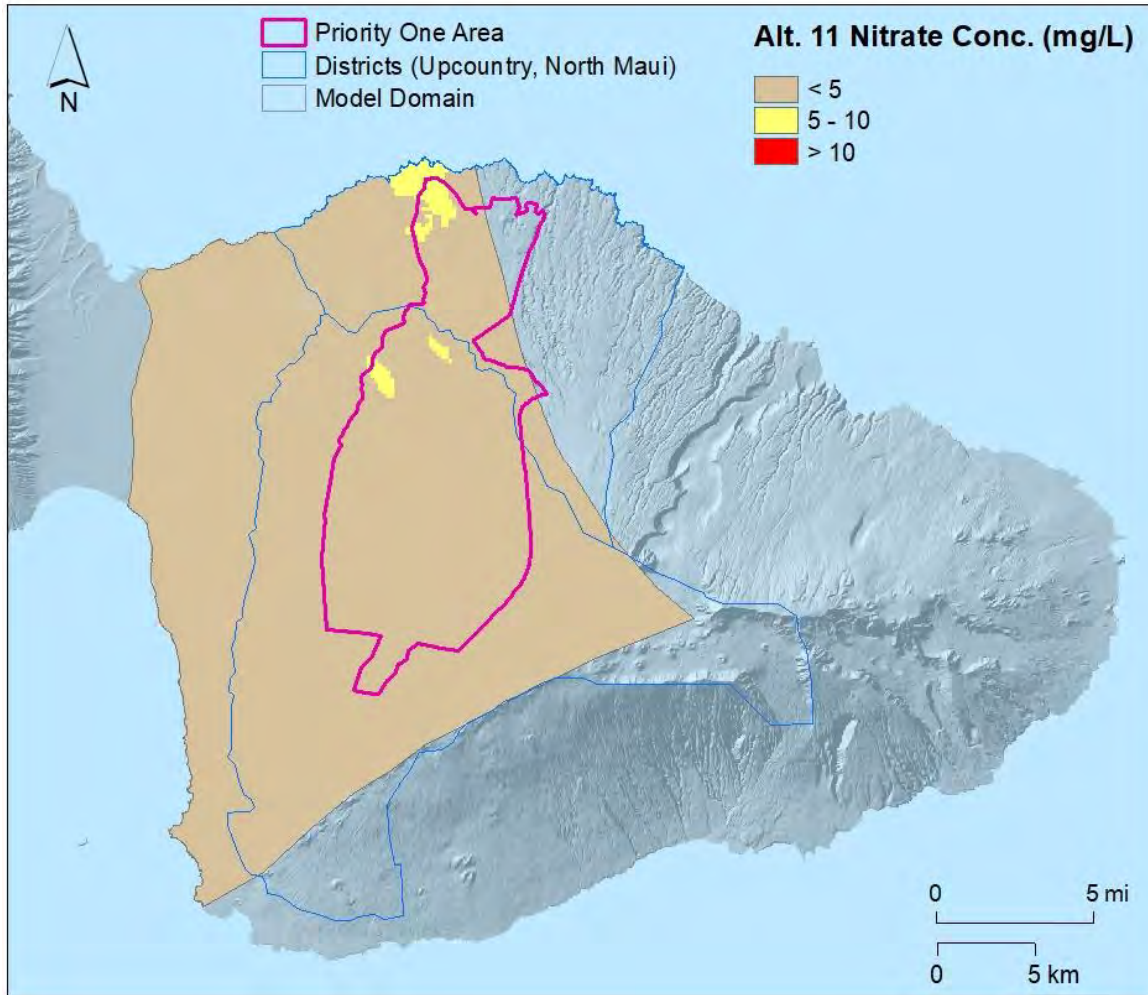 Priority One Area
Districts (Upcountry, North Maui)
Model Domain
N
Alt. 11 Nitrate Conc. (mg/L)
< 5
5 - 10
> 10
0 5 mi
0 5 km